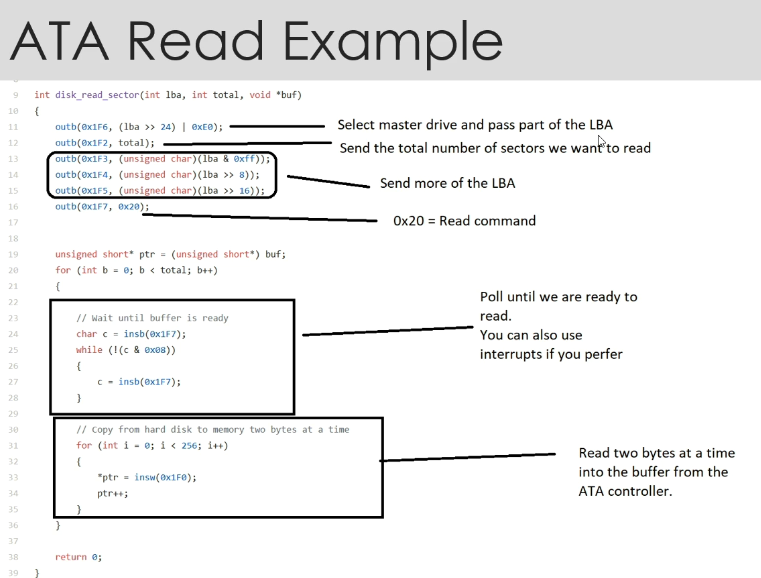 ATA Read Example
9 int disk_read_sector(int lba, int total, void *buf)
10 {
11 outb(0x1F6, (lba >> 24) | 0xE0); Select master drive and pass part of the LBA
12 outb(0x1F2, total); Send the total number of sectors we want to read
13 outb(0x1F3, (unsigned char)(lba & 0xff));
14 outb(0x1F4, (unsigned char)(lba >> 8)); Send more of the LBA
15 outb(0x1F5, (unsigned char)(lba >> 16));
16 outb(0x1F7, 0x20); 0x20 = Read command
17
18
19 unsigned short* ptr = (unsigned short*) buf;
20 for (int b = 0; b < total; b++)
21 {
22
23 // Wait until buffer is ready
24 char c = insb(0x1F7);
25 while (!(c & 0x08))
26 {
27 c = insb(0x1F7);
28 }
Poll until we are ready to
read.
You can also use
interrupts if you perfer
29
30 // Copy from hard disk to memory two bytes at a time
31 for (int i = 0; i < 256; i++)
32 {
33 *ptr = insw(0x1F0);
34 ptr++;
35 }
Read two bytes at a time
into the buffer from the
ATA controller.
36 }
37
38 return 0;
39 }